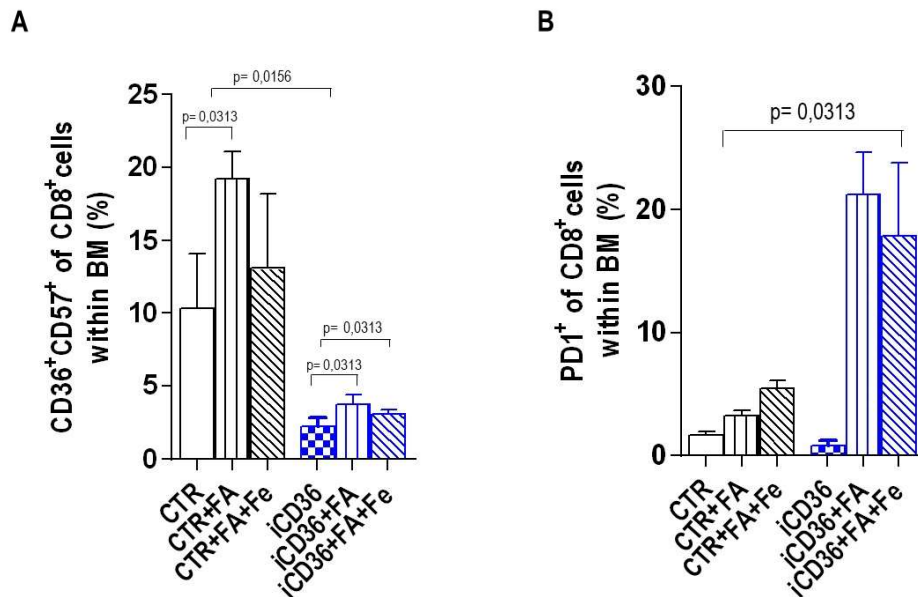 A
CD36⁺CD57⁺ of CD8⁺cells
within BM (%)
25
20
15
10
5
0
p= 0,0156
p= 0,0313
p= 0,0313
p= 0,0313
CTR
CTR+FA
CTR+FA+Fe
iCD36
iCD36+FA
iCD36+FA+Fe
B
PD1⁺ of CD8⁺cells
within BM (%)
30
20
10
0
p= 0,0313
CTR
CTR+FA
CTR+FA+Fe
iCD36
iCD36+FA
iCD36+FA+Fe